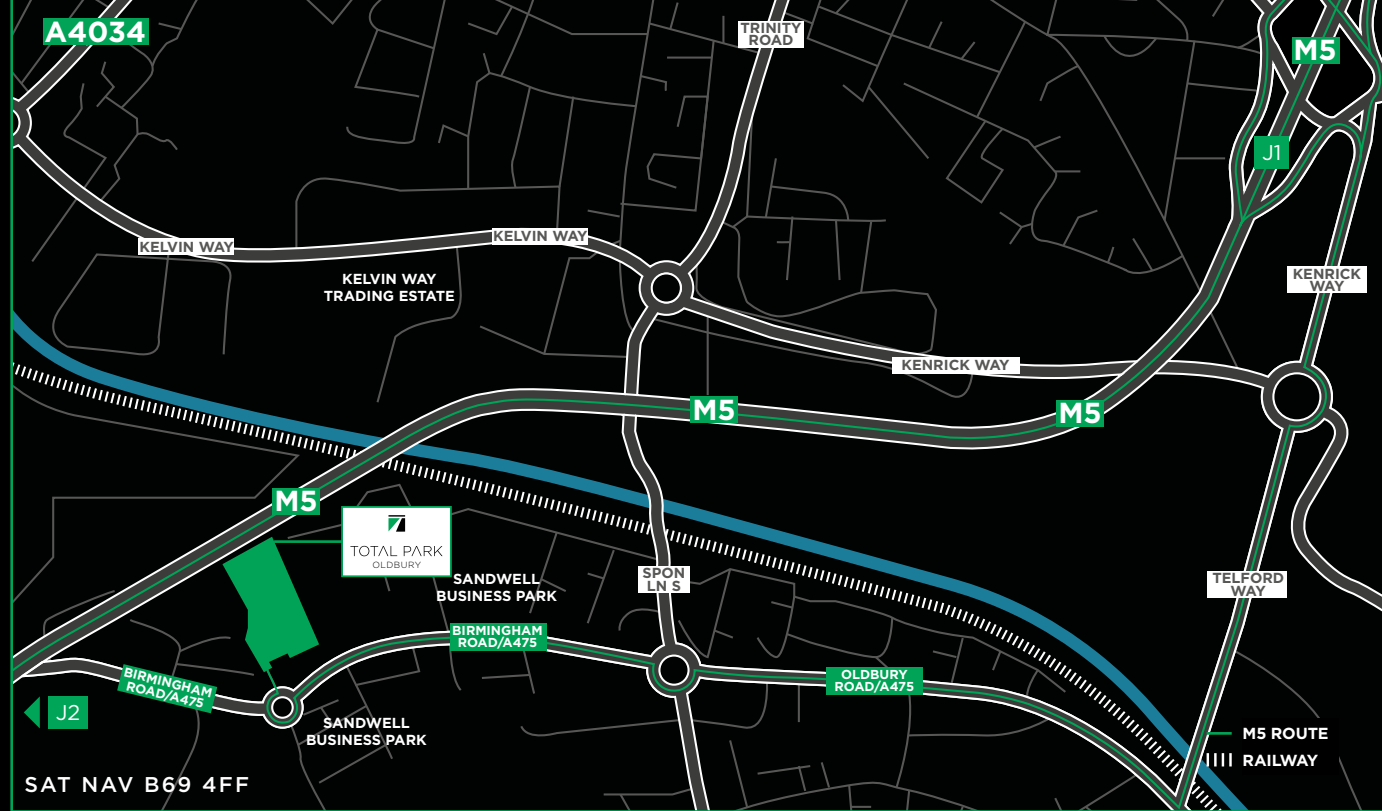 A4034
TRINITY
ROAD
M5
J1
KELVIN WAY
KELVIN WAY
KELVIN WAY
TRADING ESTATE
KENRICK
WAY
KENRICK WAY
M5
M5
M5
TOTAL PARK
OLDBURY
SANDWELL
BUSINESS PARK
SPON
LN S
TELFORD
WAY
BIRMINGHAM
ROAD/A475
BIRMINGHAM
ROAD/A475
OLDBURY
ROAD/A475
J2
SANDWELL
BUSINESS PARK
M5 ROUTE
RAILWAY
SAT NAV B69 4FF